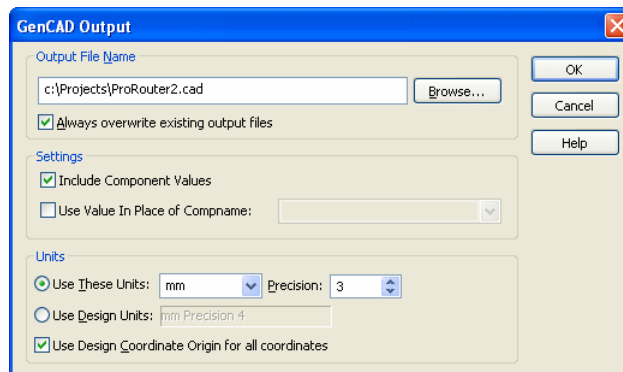 GenCAD Output
Output File Name
c:\Projects\ProRouter2.cad
Browse...
Always overwrite existing output files
OK
Cancel
Help
Settings
Include Component Values
Use Value In Place of Compname:
Units
Use These Units: mm Precision: 3
Use Design Units: mm Precision 4
Use Design Coordinate Origin for all coordinates